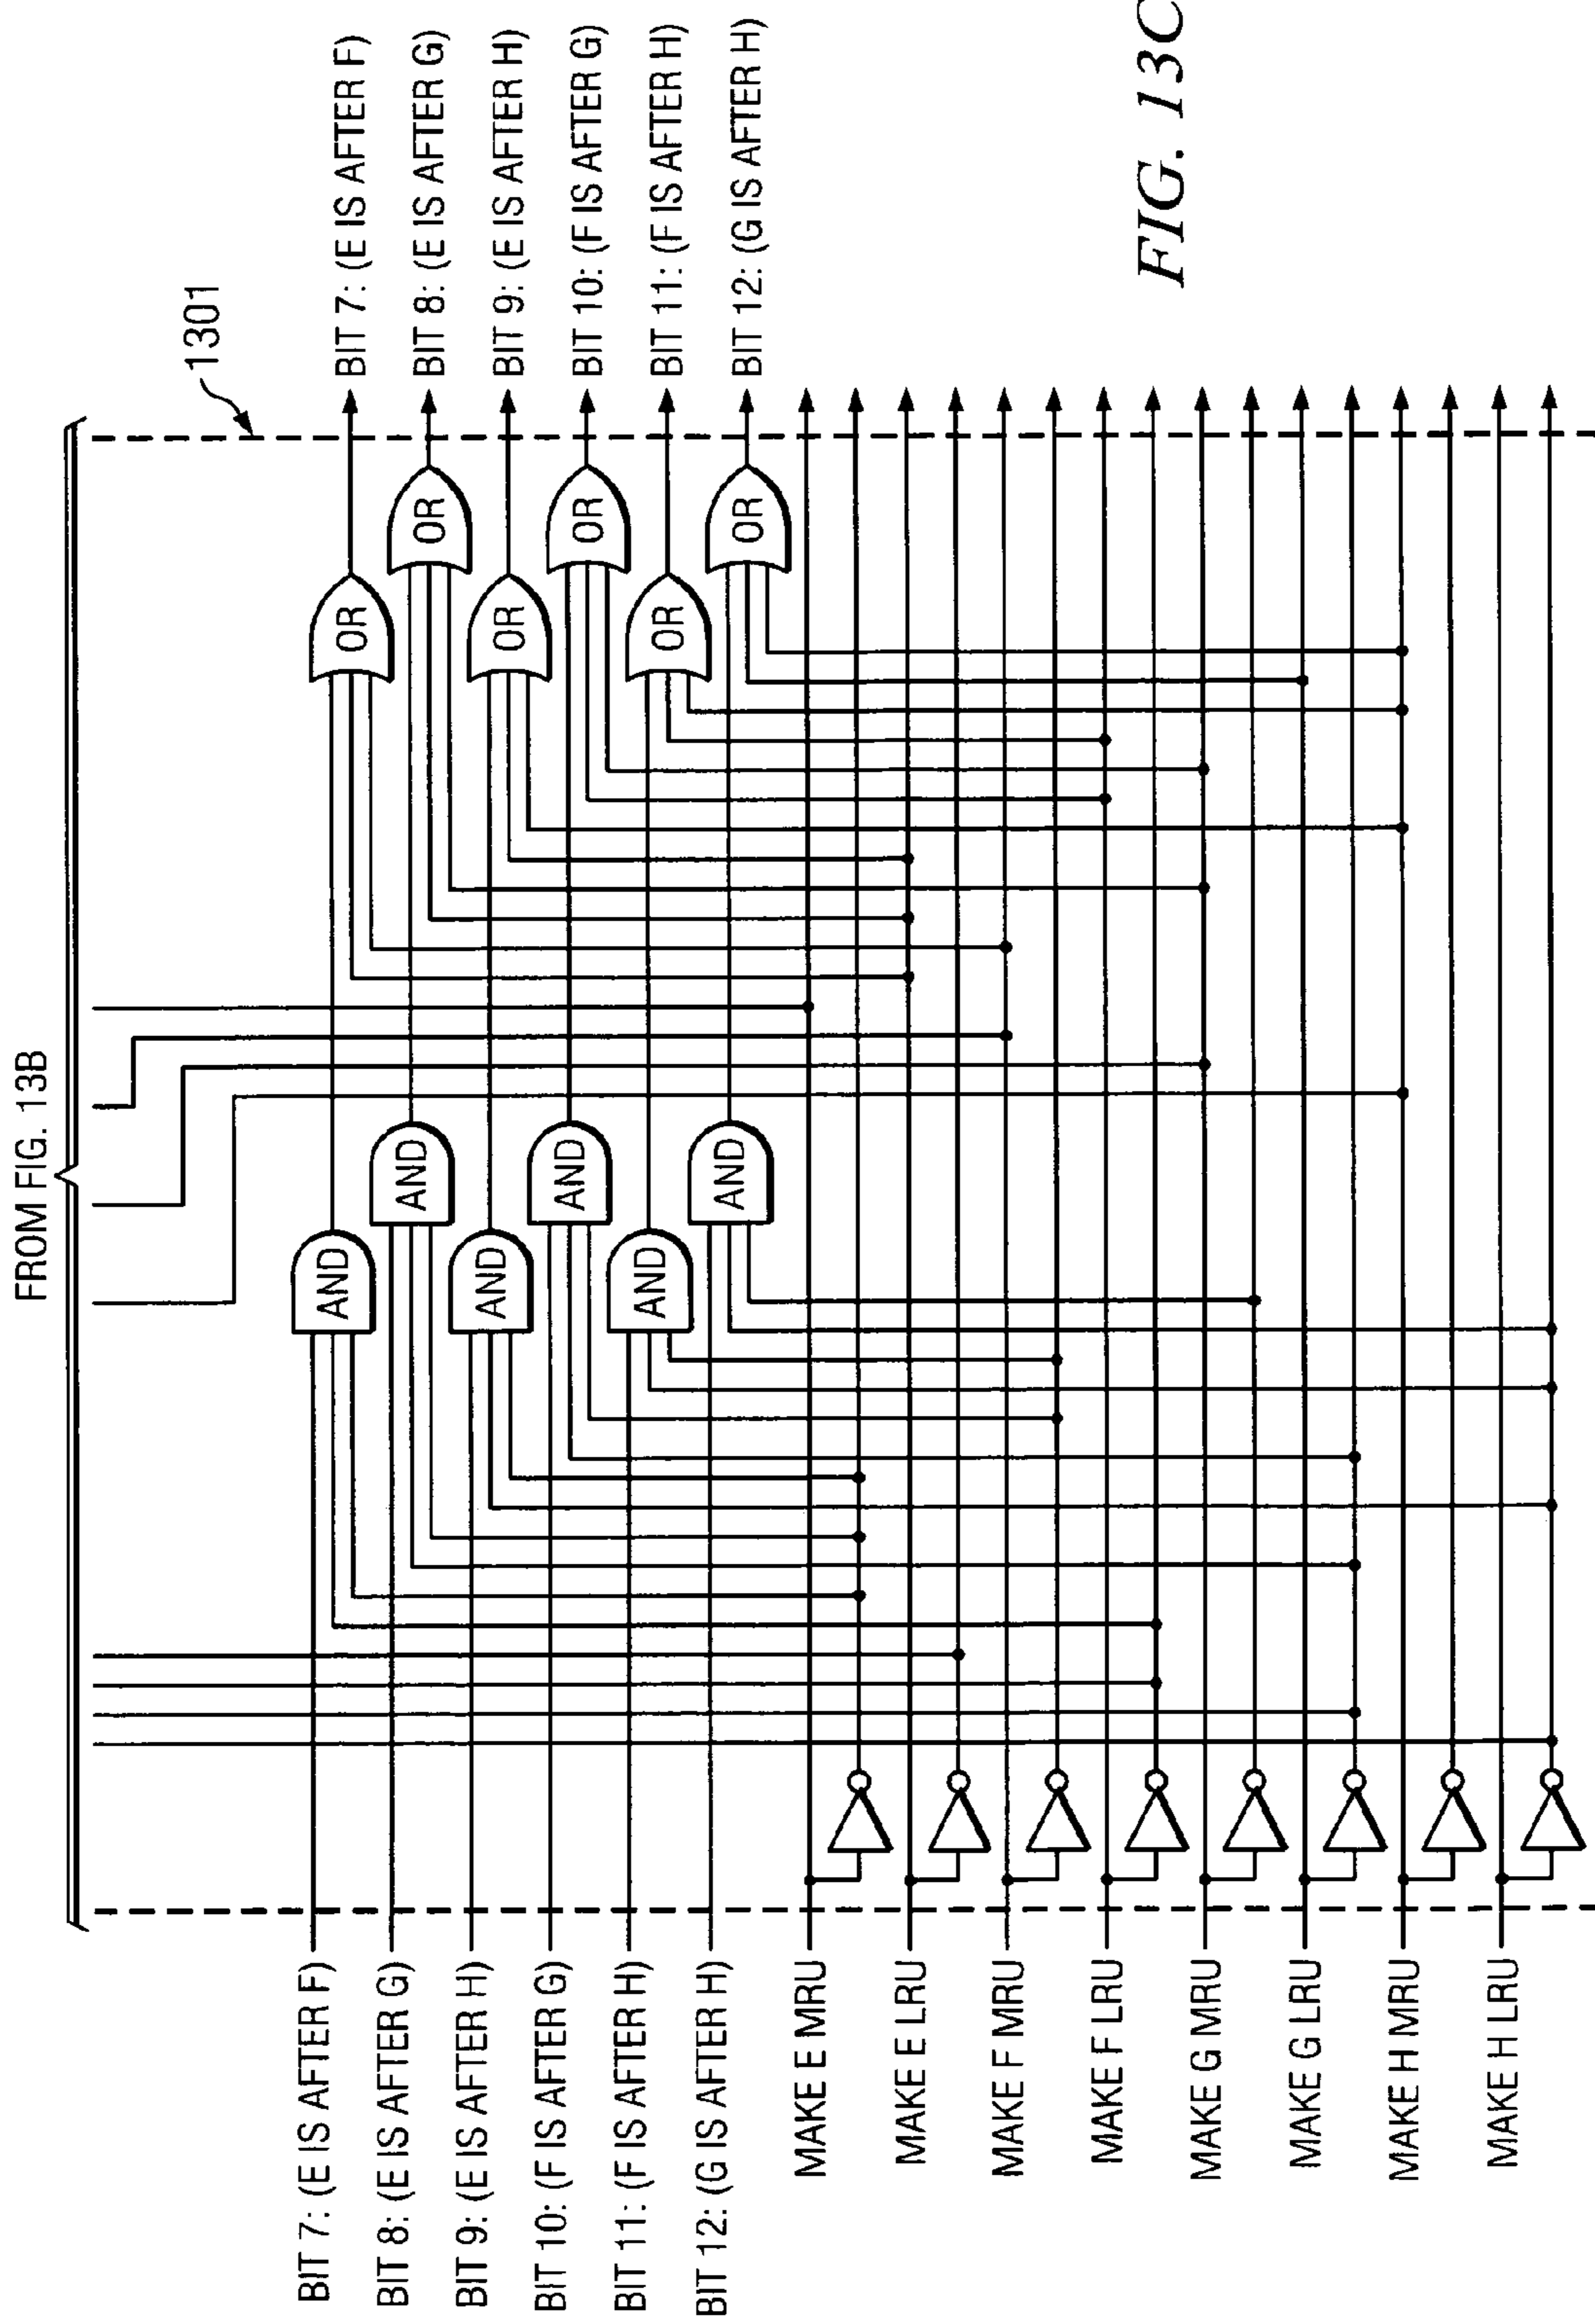 FROM FIG. 13B
1301
BIT 7: (E IS AFTER F)
BIT 8: (E IS AFTER G)
BIT 9: (E IS AFTER H)
BIT 10: (F IS AFTER G)
BIT 11: (F IS AFTER H)
BIT 12: (G IS AFTER H)
MAKE E MRU
MAKE E LRU
MAKE F MRU
MAKE F LRU
MAKE G MRU
MAKE G LRU
MAKE H MRU
MAKE H LRU
AND
AND
AND
AND
AND
AND
OR
OR
OR
OR
OR
OR
BIT 7: (E IS AFTER F)
BIT 8: (E IS AFTER G)
BIT 9: (E IS AFTER H)
BIT 10: (F IS AFTER G)
BIT 11: (F IS AFTER H)
BIT 12: (G IS AFTER H)
FIG. 13C